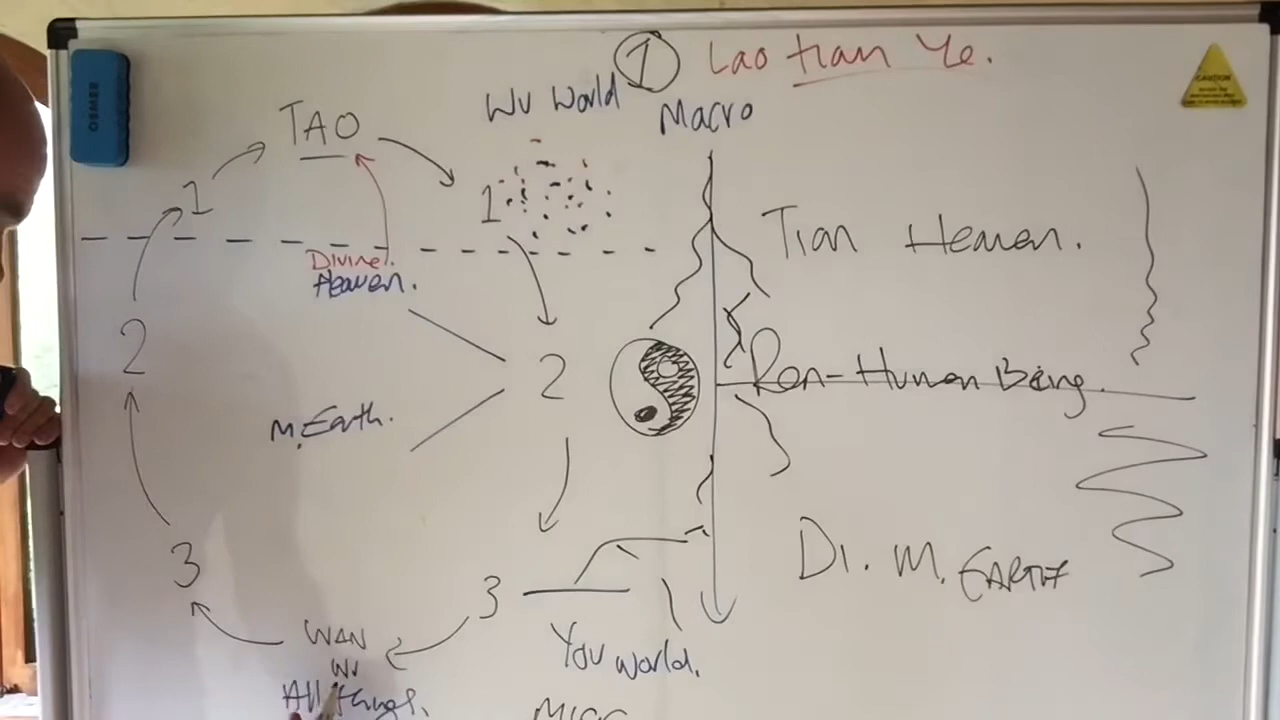 ① Lao tian Ye.
Wu World
Macro
TAO
1
1
Divine.
Heaven.
Tian Heaven.
2
2
Ren-Human Being.
M. Earth.
3
3
Di. M. EARTH
WAN
WU
All things.
You world.
CAUTION